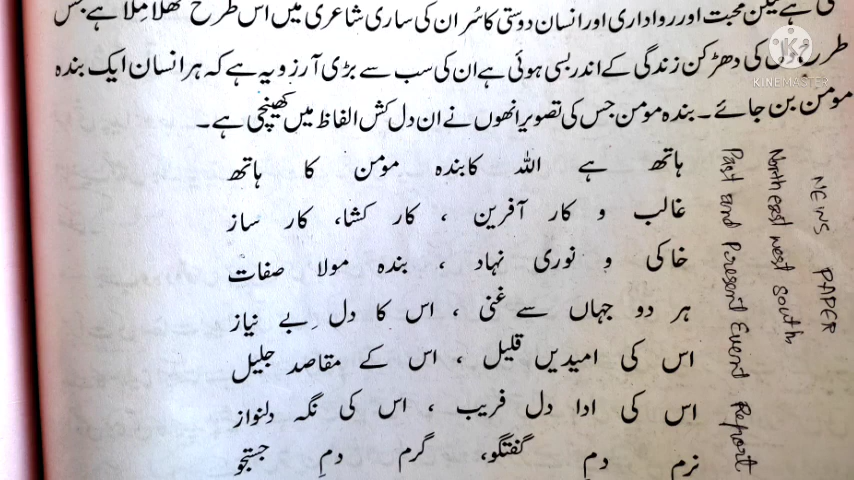 ہے لیکن محبت اور رواداری اور انسان دوستی کا سُر ان کی ساری شاعری میں اس طرح گھلا مِلا ہے جس
طرح دل کی دھڑکن زندگی کے اندر بسی ہوئی ہے ان کی سب سے بڑی آرزو یہ ہے کہ ہر انسان ایک بندہ
مومن بن جائے۔ بندہ مومن جس کی تصویر انھوں نے ان دل کش الفاظ میں کھینچی ہے۔
ہاتھ ہے اللہ کا بندہ مومن کا ہاتھ
غالب و کار آفرین ، کار کشا، کار ساز
خاکی و نوری نہاد ، بندہ مولا صفات
ہر دو جہاں سے غنی ، اس کا دل بے نیاز
اس کی امیدیں قلیل ، اس کے مقاصد جلیل
اس کی ادا دل فریب ، اس کی نگہ دلنواز
نرم دمِ گفتگو، گرم دمِ جستجو
NEWS PAPER
North east west south,
Past and Peresent Event Report
KINEMASTER